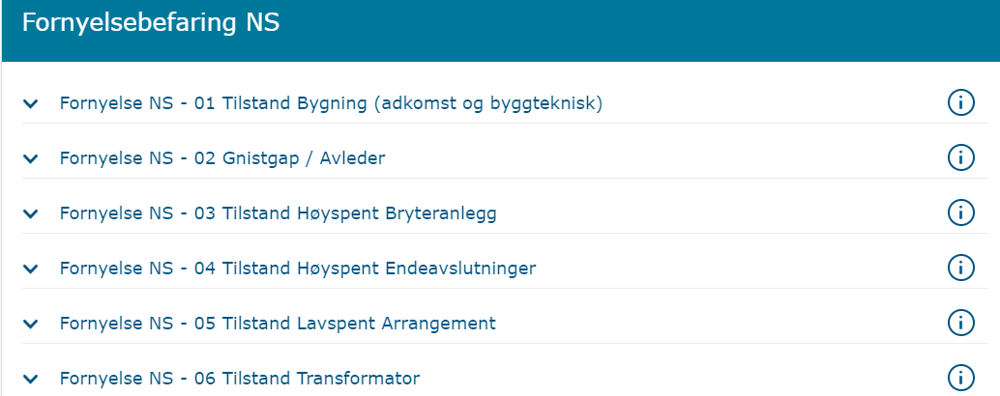 Fornyelsebefaring NS
Fornyelse NS - 01 Tilstand Bygning (adkomst og byggteknisk)
Fornyelse NS - 02 Gnistgap / Avleder
Fornyelse NS - 03 Tilstand Høyspent Bryteranlegg
Fornyelse NS - 04 Tilstand Høyspent Endeavslutninger
Fornyelse NS - 05 Tilstand Lavspent Arrangement
Fornyelse NS - 06 Tilstand Transformator